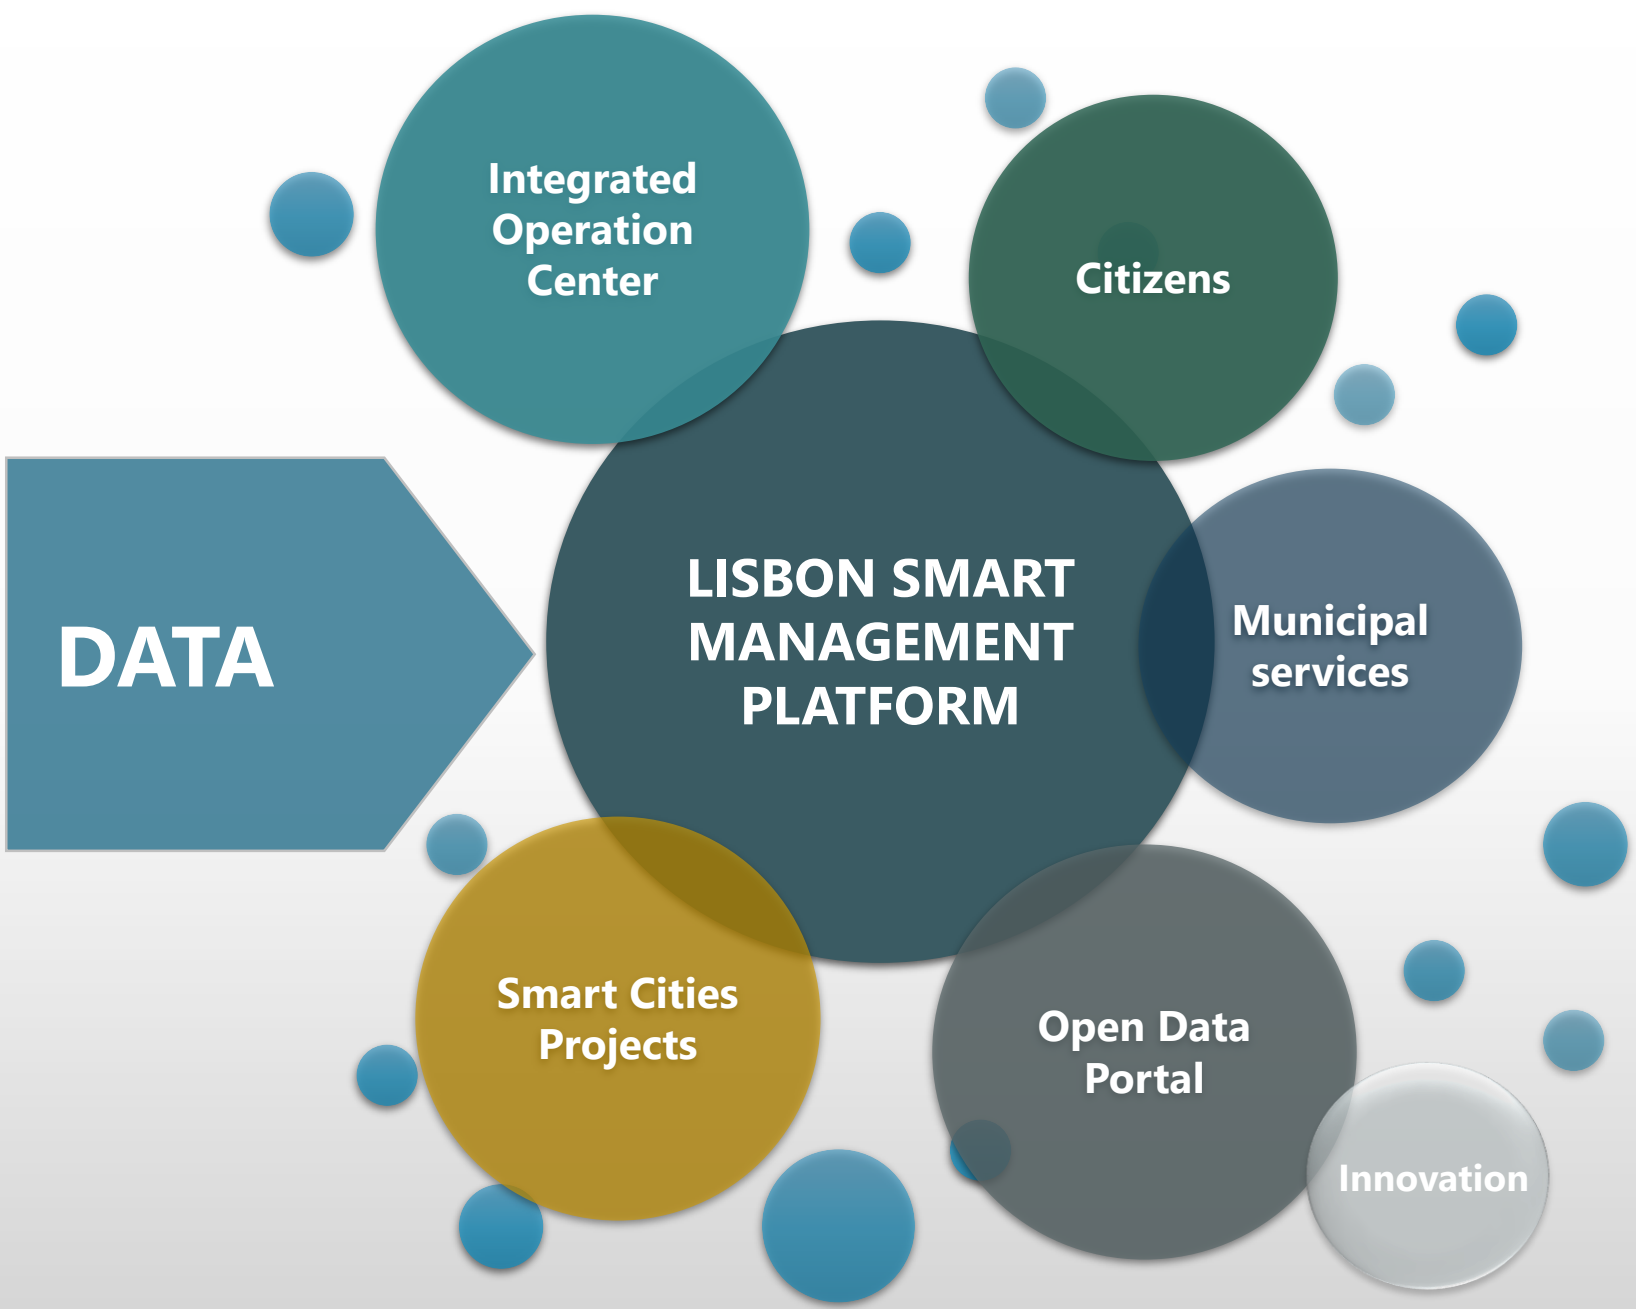 Integrated
Operation
Center
Citizens
DATA
LISBON SMART
MANAGEMENT
PLATFORM
Municipal
services
Smart Cities
Projects
Open Data
Portal
Innovation